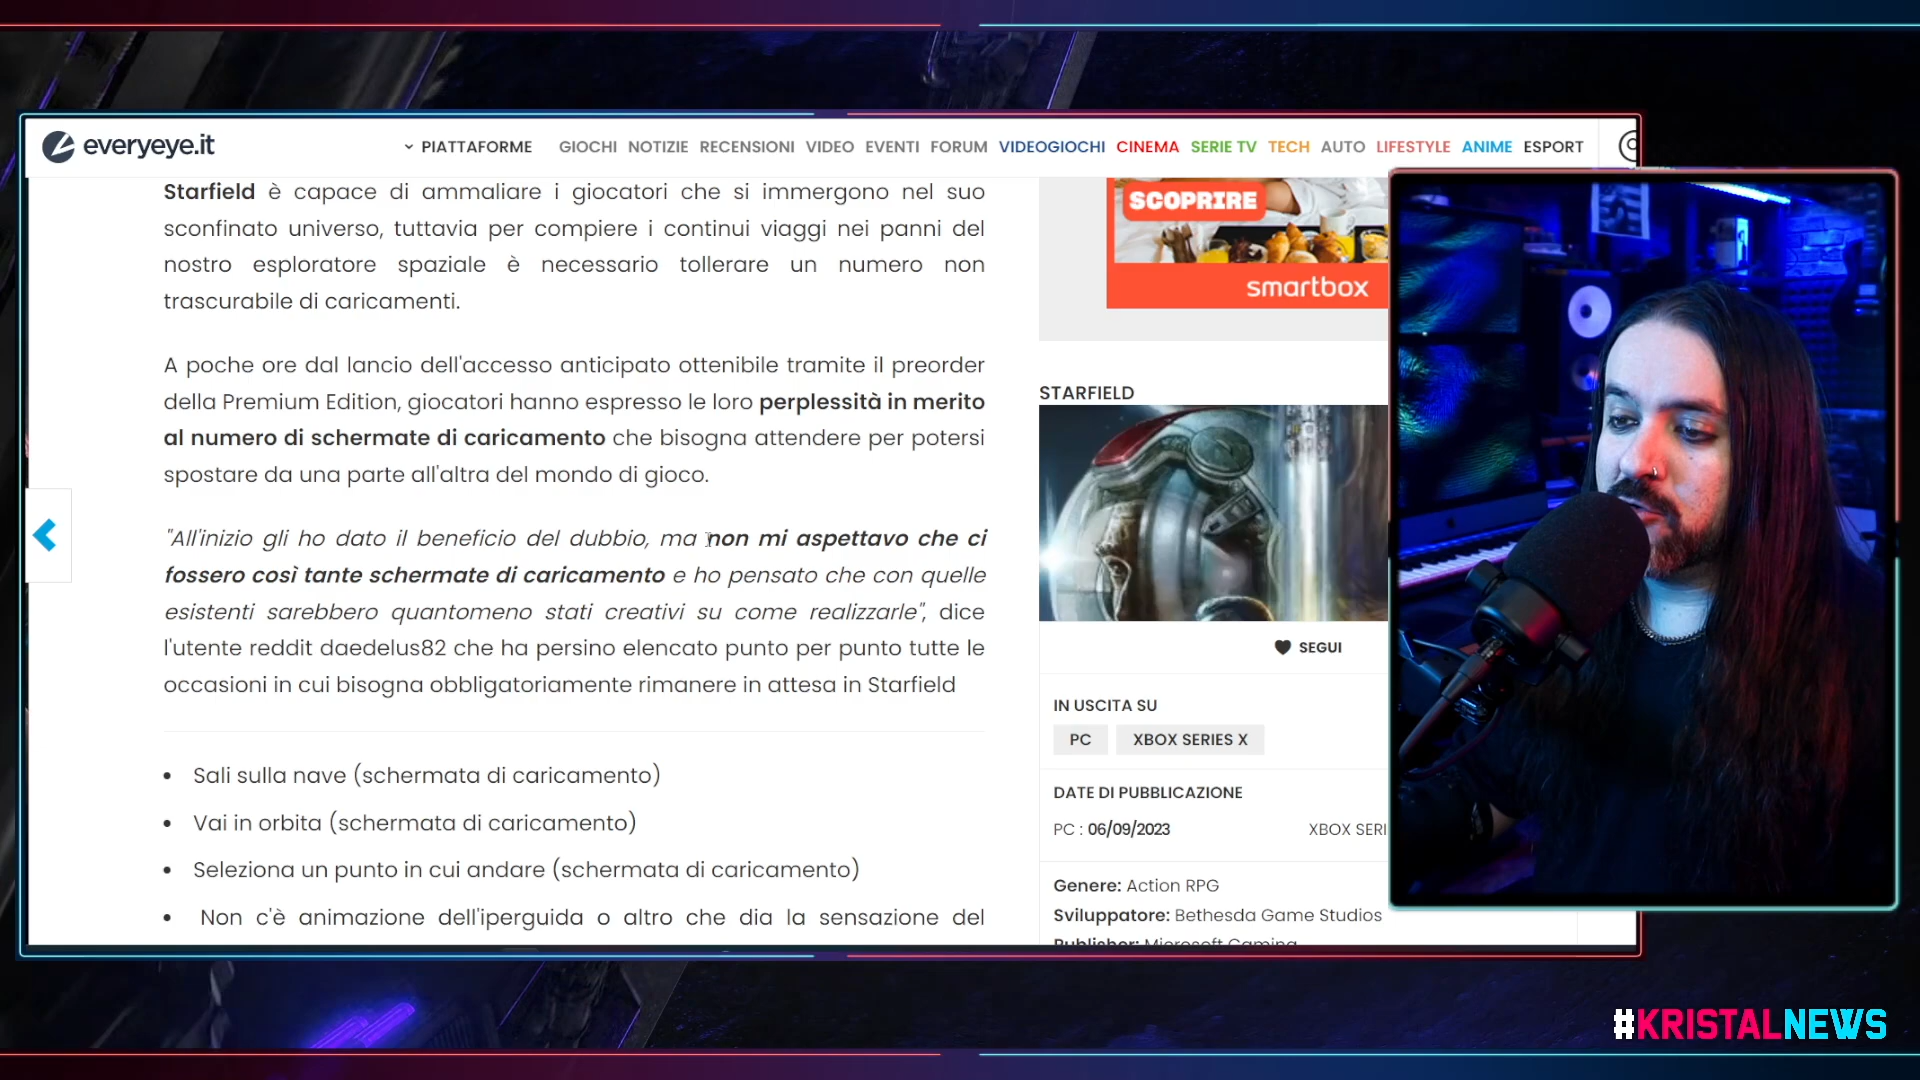 everyeye.it
PIATTAFORME GIOCHI NOTIZIE RECENSIONI VIDEO EVENTI FORUM VIDEOGIOCHI CINEMA SERIE TV TECH AUTO LIFESTYLE ANIME ESPORT
Starfield è capace di ammaliare i giocatori che si immergono nel suo
sconfinato universo, tuttavia per compiere i continui viaggi nei panni del
nostro esploratore spaziale è necessario tollerare un numero non
trascurabile di caricamenti.
A poche ore dal lancio dell'accesso anticipato ottenibile tramite il preorder
della Premium Edition, giocatori hanno espresso le loro perplessità in merito
al numero di schermate di caricamento che bisogna attendere per potersi
spostare da una parte all'altra del mondo di gioco.
"All'inizio gli ho dato il beneficio del dubbio, ma non mi aspettavo che ci
fossero così tante schermate di caricamento e ho pensato che con quelle
esistenti sarebbero quantomeno stati creativi su come realizzarle", dice
l'utente reddit daedelus82 che ha persino elencato punto per punto tutte le
occasioni in cui bisogna obbligatoriamente rimanere in attesa in Starfield
• Sali sulla nave (schermata di caricamento)
• Vai in orbita (schermata di caricamento)
• Seleziona un punto in cui andare (schermata di caricamento)
• Non c'è animazione dell'iperguida o altro che dia la sensazione del
SCOPRIRE
smartbox
STARFIELD
SEGUI
IN USCITA SU
PC XBOX SERIES X
DATE DI PUBBLICAZIONE
PC : 06/09/2023 XBOX SERI
Genere: Action RPG
Sviluppatore: Bethesda Game Studios
Publisher: Microsoft Gaming
#KRISTALNEWS